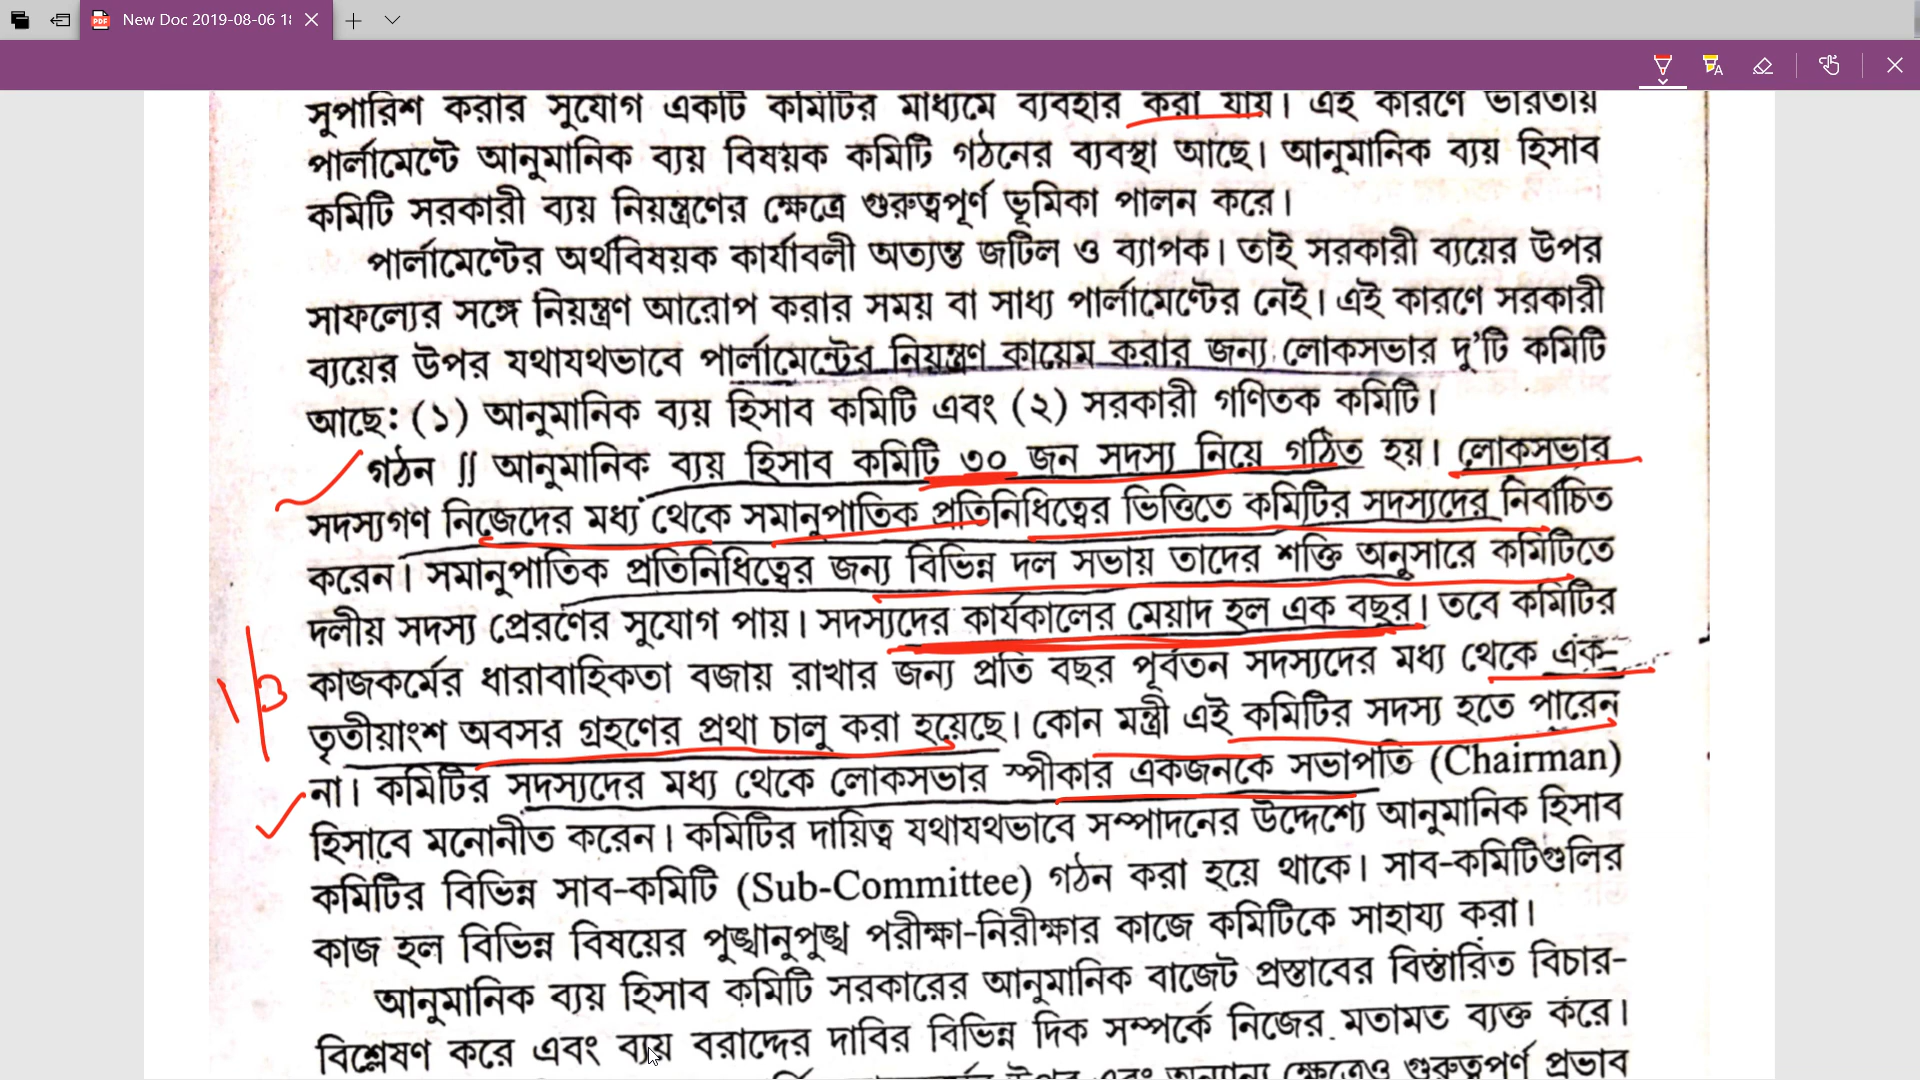 New Doc 2019-08-06 18
সুপারিশ করার সুযোগ একটি কমিটির মাধ্যমে ব্যবহার করা যায়। এই কারণে ভারতীয়
পার্লামেণ্টে আনুমানিক ব্যয় বিষয়ক কমিটি গঠনের ব্যবস্থা আছে। আনুমানিক ব্যয় হিসাব
কমিটি সরকারী ব্যয় নিয়ন্ত্রণের ক্ষেত্রে গুরুত্বপূর্ণ ভূমিকা পালন করে।
পার্লামেণ্টের অর্থবিষয়ক কার্যাবলী অত্যন্ত জটিল ও ব্যাপক। তাই সরকারী ব্যয়ের উপর
সাফল্যের সঙ্গে নিয়ন্ত্রণ আরোপ করার সময় বা সাধ্য পার্লামেণ্টের নেই। এই কারণে সরকারী
ব্যয়ের উপর যথাযথভাবে পার্লামেন্টের নিয়ন্ত্রণ কায়েম করার জন্য লোকসভার দু'টি কমিটি
আছে: (১) আনুমানিক ব্যয় হিসাব কমিটি এবং (২) সরকারী গণিতক কমিটি।
গঠন || আনুমানিক ব্যয় হিসাব কমিটি ৩০ জন সদস্য নিয়ে গঠিত হয়। লোকসভার
সদস্যগণ নিজেদের মধ্য থেকে সমানুপাতিক প্রতিনিধিত্বের ভিত্তিতে কমিটির সদস্যদের নির্বাচিত
করেন। সমানুপাতিক প্রতিনিধিত্বের জন্য বিভিন্ন দল সভায় তাদের শক্তি অনুসারে কমিটিতে
দলীয় সদস্য প্রেরণের সুযোগ পায়। সদস্যদের কার্যকালের মেয়াদ হল এক বছর। তবে কমিটির
কাজকর্মের ধারাবাহিকতা বজায় রাখার জন্য প্রতি বছর পূর্বতন সদস্যদের মধ্য থেকে এক-
তৃতীয়াংশ অবসর গ্রহণের প্রথা চালু করা হয়েছে। কোন মন্ত্রী এই কমিটির সদস্য হতে পারেন
না। কমিটির সদস্যদের মধ্য থেকে লোকসভার স্পীকার একজনকে সভাপতি (Chairman)
হিসাবে মনোনীত করেন। কমিটির দায়িত্ব যথাযথভাবে সম্পাদনের উদ্দেশ্যে আনুমানিক হিসাব
কমিটির বিভিন্ন সাব-কমিটি (Sub-Committee) গঠন করা হয়ে থাকে। সাব-কমিটিগুলির
কাজ হল বিভিন্ন বিষয়ের পুঙ্খানুপুঙ্খ পরীক্ষা-নিরীক্ষার কাজে কমিটিকে সাহায্য করা।
আনুমানিক ব্যয় হিসাব কমিটি সরকারের আনুমানিক বাজেট প্রস্তাবের বিস্তারিত বিচার-
বিশ্লেষণ করে এবং ব্যয় বরাদ্দের দাবির বিভিন্ন দিক সম্পর্কে নিজের মতামত ব্যক্ত করে।
উপর এবং অন্যান্য ক্ষেত্রেও গুরুত্বপূর্ণ প্রভাব